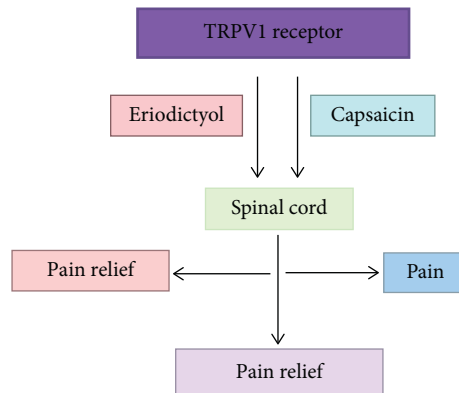 TRPV1 receptor
Eriodictyol
Capsaicin
Spinal cord
Pain relief
Pain
Pain relief